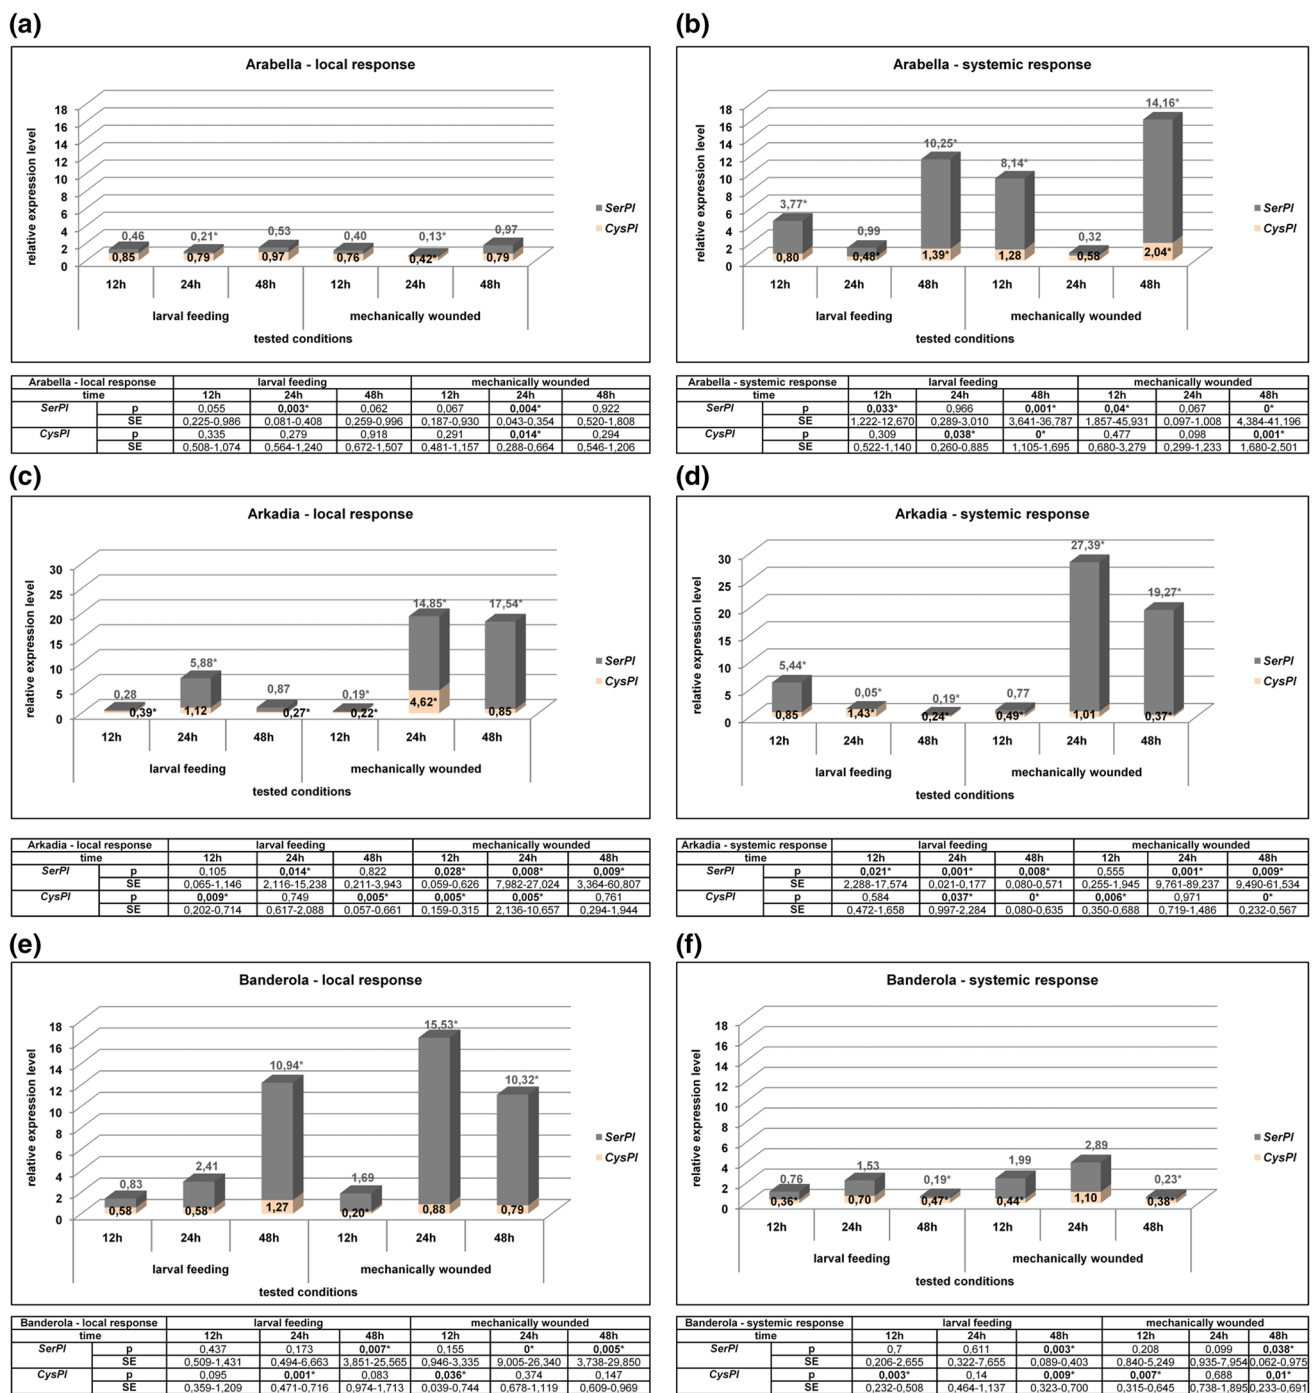 (a)
Arabella - local response
relative expression level
18
16
14
12
10
8
6
4
2
0
0,46 0,21* 0,53 0,40 0,13* 0,97
0,85 0,79 0,97 0,76 0,42* 0,79
12h 24h 48h 12h 24h 48h
larval feeding mechanically wounded
tested conditions
SerPI
CysPI
Arabella - local response larval feeding mechanically wounded
time 12h 24h 48h 12h 24h 48h
SerPI p 0,055 0,003* 0,062 0,067 0,004* 0,922
SE 0,225-0,986 0,081-0,408 0,259-0,996 0,187-0,930 0,043-0,354 0,520-1,808
CysPI p 0,335 0,279 0,918 0,291 0,014* 0,294
SE 0,508-1,074 0,564-1,240 0,672-1,507 0,481-1,157 0,288-0,664 0,546-1,206
(b)
Arabella - systemic response
relative expression level
18
16
14
12
10
8
6
4
2
0
3,77* 0,99 10,25* 8,14* 0,32 14,16*
0,80 0,48* 1,39* 1,28 0,58 2,04*
12h 24h 48h 12h 24h 48h
larval feeding mechanically wounded
tested conditions
SerPI
CysPI
Arabella - systemic response larval feeding mechanically wounded
time 12h 24h 48h 12h 24h 48h
SerPI p 0,033* 0,966 0,001* 0,04* 0,067 0*
SE 1,222-12,670 0,289-3,010 3,641-36,787 1,857-45,931 0,097-1,008 4,384-41,196
CysPI p 0,309 0,038* 0* 0,477 0,098 0,001*
SE 0,522-1,140 0,260-0,885 1,105-1,695 0,680-3,279 0,299-1,233 1,680-2,501
(c)
Arkadia - local response
relative expression level
30
25
20
15
10
5
0
0,28 5,88* 0,87 0,19* 14,85* 17,54*
0,39* 1,12 0,27* 0,22* 4,62* 0,85
12h 24h 48h 12h 24h 48h
larval feeding mechanically wounded
tested conditions
SerPI
CysPI
Arkadia - local response larval feeding mechanically wounded
time 12h 24h 48h 12h 24h 48h
SerPI p 0,105 0,014* 0,822 0,028* 0,008* 0,009*
SE 0,065-1,146 2,116-15,238 0,211-3,943 0,059-0,626 7,982-27,024 3,364-60,807
CysPI p 0,009* 0,749 0,005* 0,005* 0,005* 0,761
SE 0,202-0,714 0,617-2,088 0,057-0,661 0,159-0,315 2,136-10,657 0,294-1,944
(d)
Arkadia - systemic response
relative expression level
30
25
20
15
10
5
0
5,44* 0,05* 0,19* 0,77 27,39* 19,27*
0,85 1,43* 0,24* 0,49* 1,01 0,37*
12h 24h 48h 12h 24h 48h
larval feeding mechanically wounded
tested conditions
SerPI
CysPI
Arkadia - systemic response larval feeding mechanically wounded
time 12h 24h 48h 12h 24h 48h
SerPI p 0,021* 0,001* 0,008* 0,555 0,001* 0,009*
SE 2,288-17,574 0,021-0,177 0,080-0,571 0,255-1,945 9,761-89,237 9,490-61,534
CysPI p 0,584 0,037* 0* 0,006* 0,971 0*
SE 0,472-1,658 0,997-2,284 0,080-0,635 0,350-0,688 0,719-1,486 0,232-0,567
(e)
Banderola - local response
relative expression level
18
16
14
12
10
8
6
4
2
0
0,83 2,41 10,94* 1,69 15,53* 10,32*
0,58 0,58* 1,27 0,20* 0,88 0,79
12h 24h 48h 12h 24h 48h
larval feeding mechanically wounded
tested conditions
SerPI
CysPI
Banderola - local response larval feeding mechanically wounded
time 12h 24h 48h 12h 24h 48h
SerPI p 0,437 0,173 0,007* 0,155 0* 0,005*
SE 0,509-1,431 0,494-6,663 3,851-25,565 0,946-3,335 9,005-26,340 3,738-29,850
CysPI p 0,095 0,001* 0,083 0,036* 0,374 0,147
SE 0,359-1,209 0,471-0,716 0,974-1,713 0,039-0,744 0,678-1,119 0,609-0,969
(f)
Banderola - systemic response
relative expression level
18
16
14
12
10
8
6
4
2
0
0,76 1,53 0,19* 1,99 2,89 0,23*
0,36* 0,70 0,47* 0,44* 1,10 0,38*
12h 24h 48h 12h 24h 48h
larval feeding mechanically wounded
tested conditions
SerPI
CysPI
Banderola - systemic response larval feeding mechanically wounded
time 12h 24h 48h 12h 24h 48h
SerPI p 0,7 0,611 0,003* 0,208 0,099 0,038*
SE 0,206-2,655 0,322-7,655 0,089-0,403 0,840-5,249 0,935-7,954 0,062-0,975
CysPI p 0,003* 0,14 0,009* 0,007* 0,688 0,01*
SE 0,232-0,508 0,464-1,137 0,323-0,700 0,315-0,645 0,738-1,895